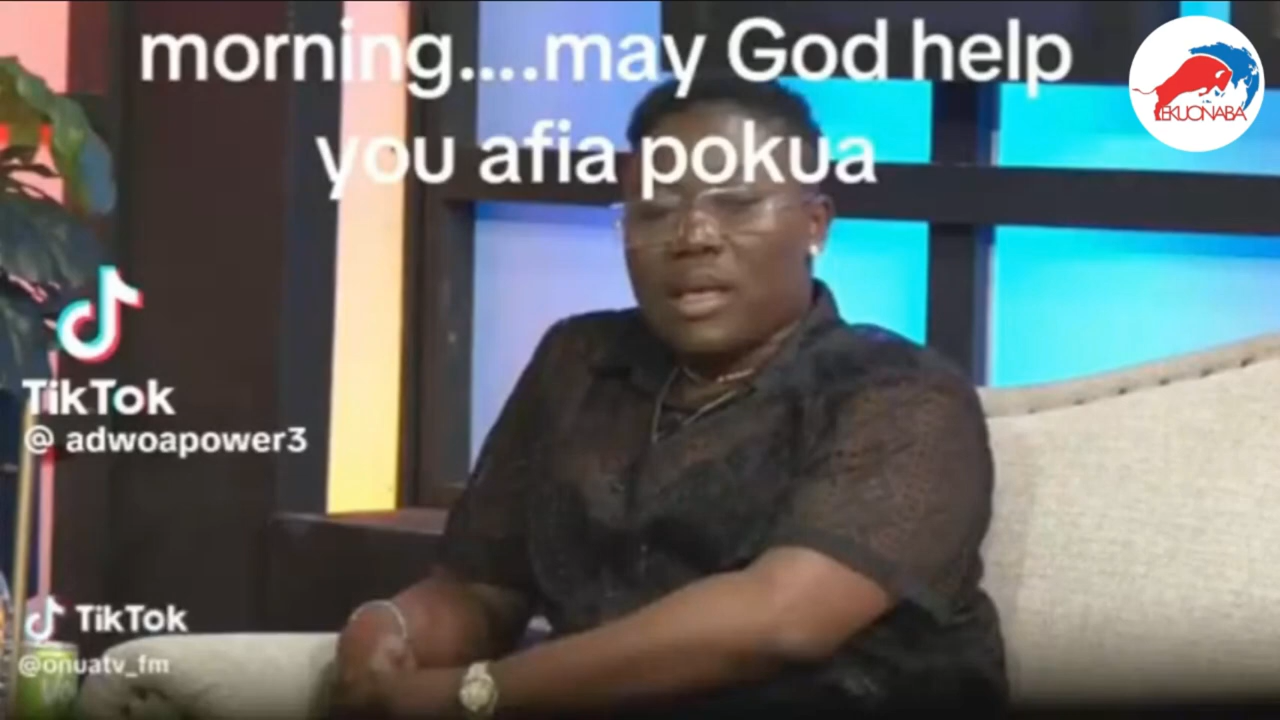 morning....may God help
you afia pokua
EKUONABA
TikTok
@ adwoapower3
TikTok
@onuatv_fm